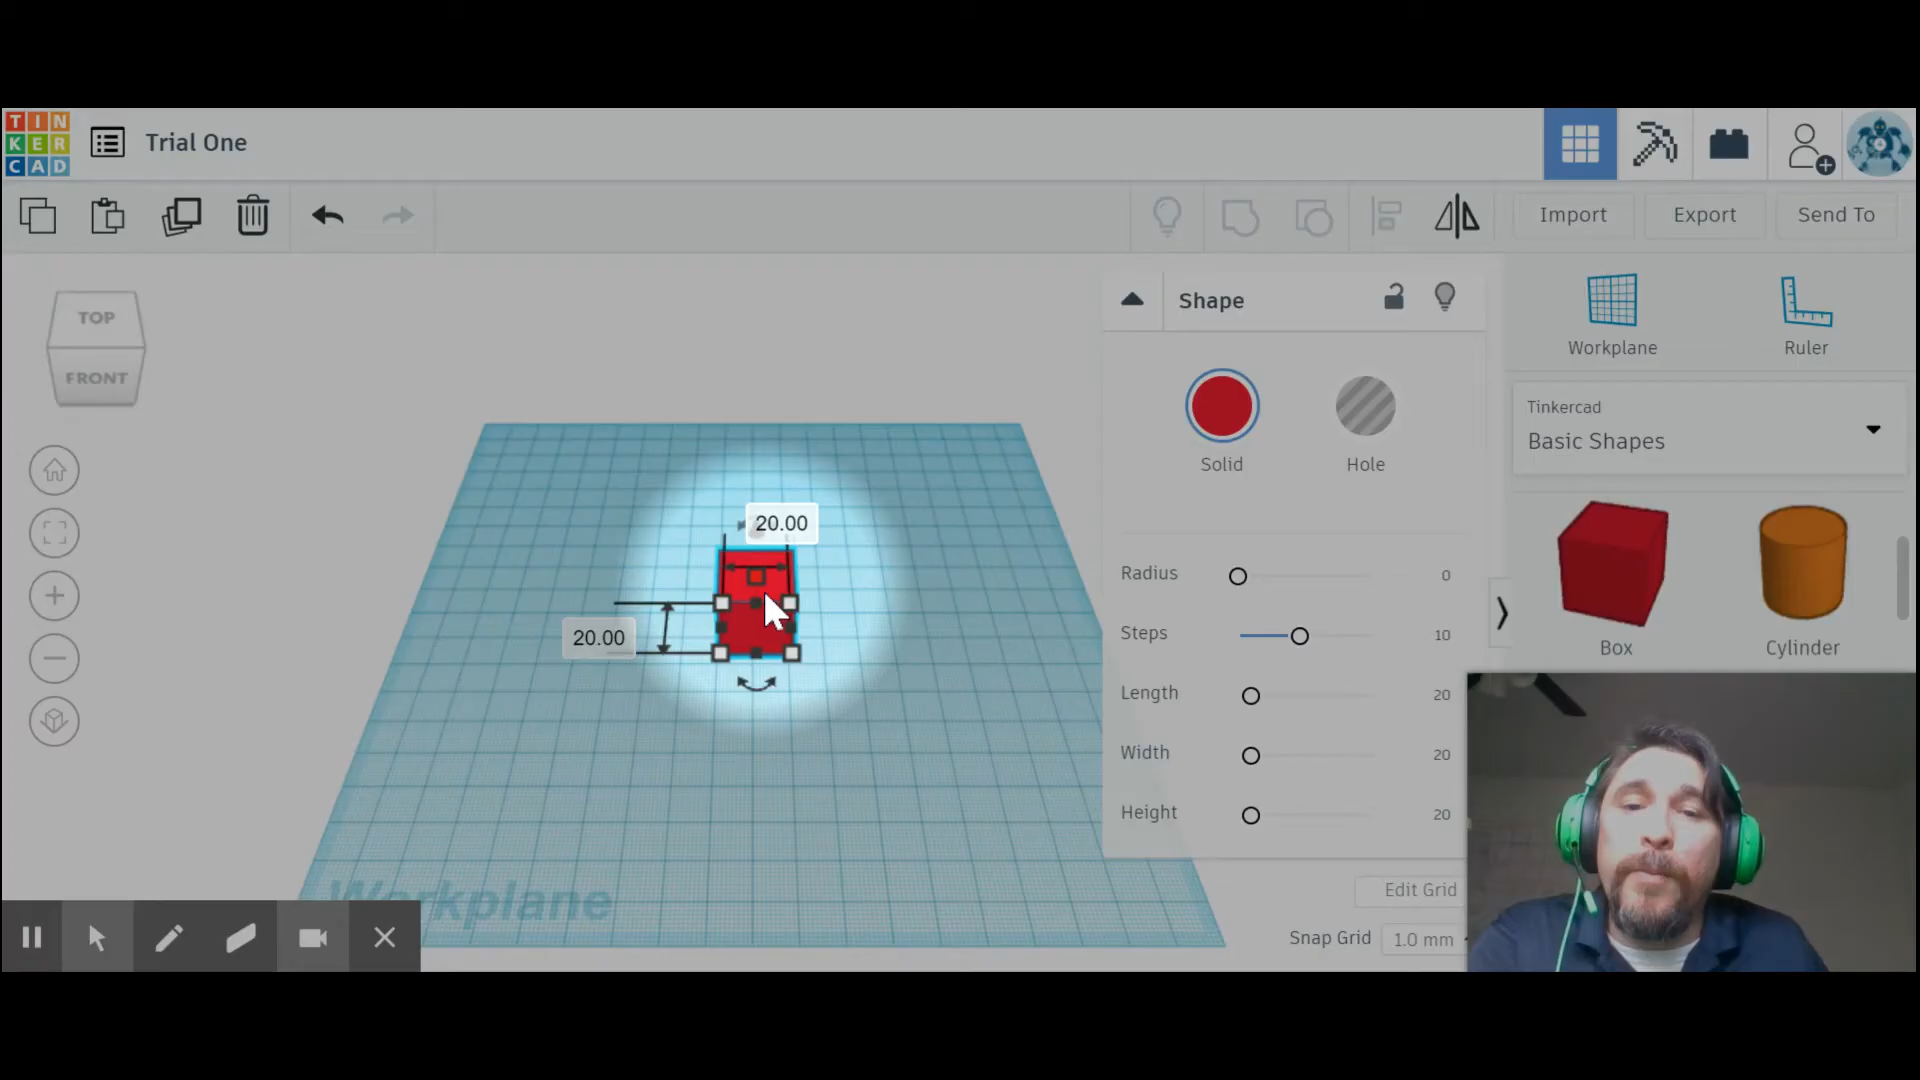 TIN
KER
CAD
Trial One
Import
Export
Send To
TOP
FRONT
Shape
Workplane
Ruler
Tinkercad
Basic Shapes
Solid
Hole
20.00
20.00
Radius
0
Steps
10
Length
20
Width
20
Height
20
Box
Cylinder
Workplane
Edit Grid
Snap Grid
1.0 mm